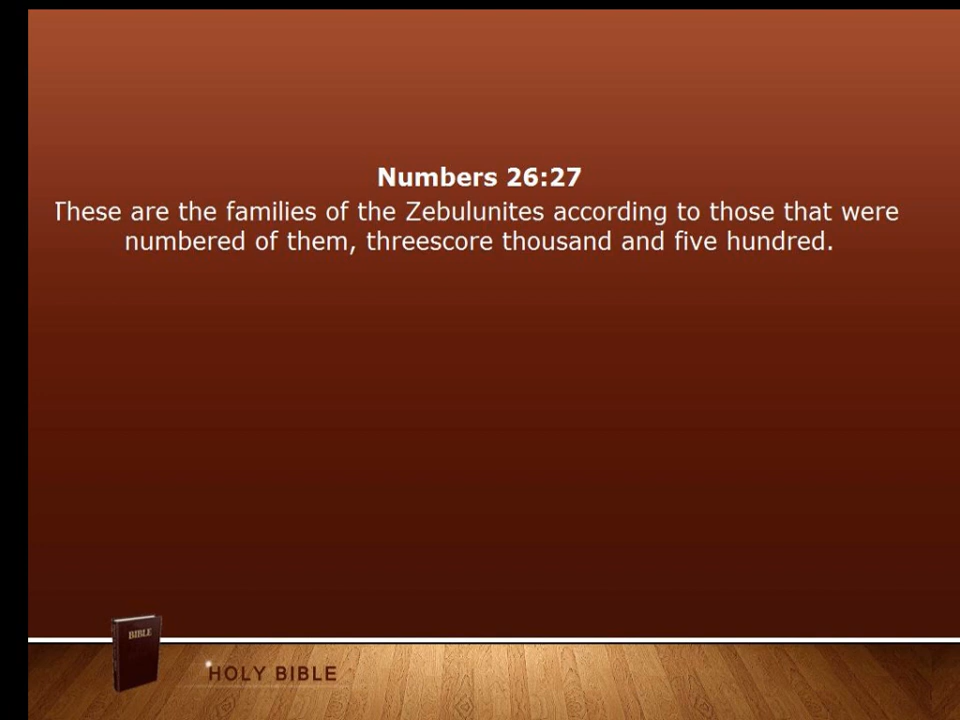 Numbers 26:27
These are the families of the Zebulunites according to those that were
numbered of them, threescore thousand and five hundred.
BIBLE
HOLY BIBLE